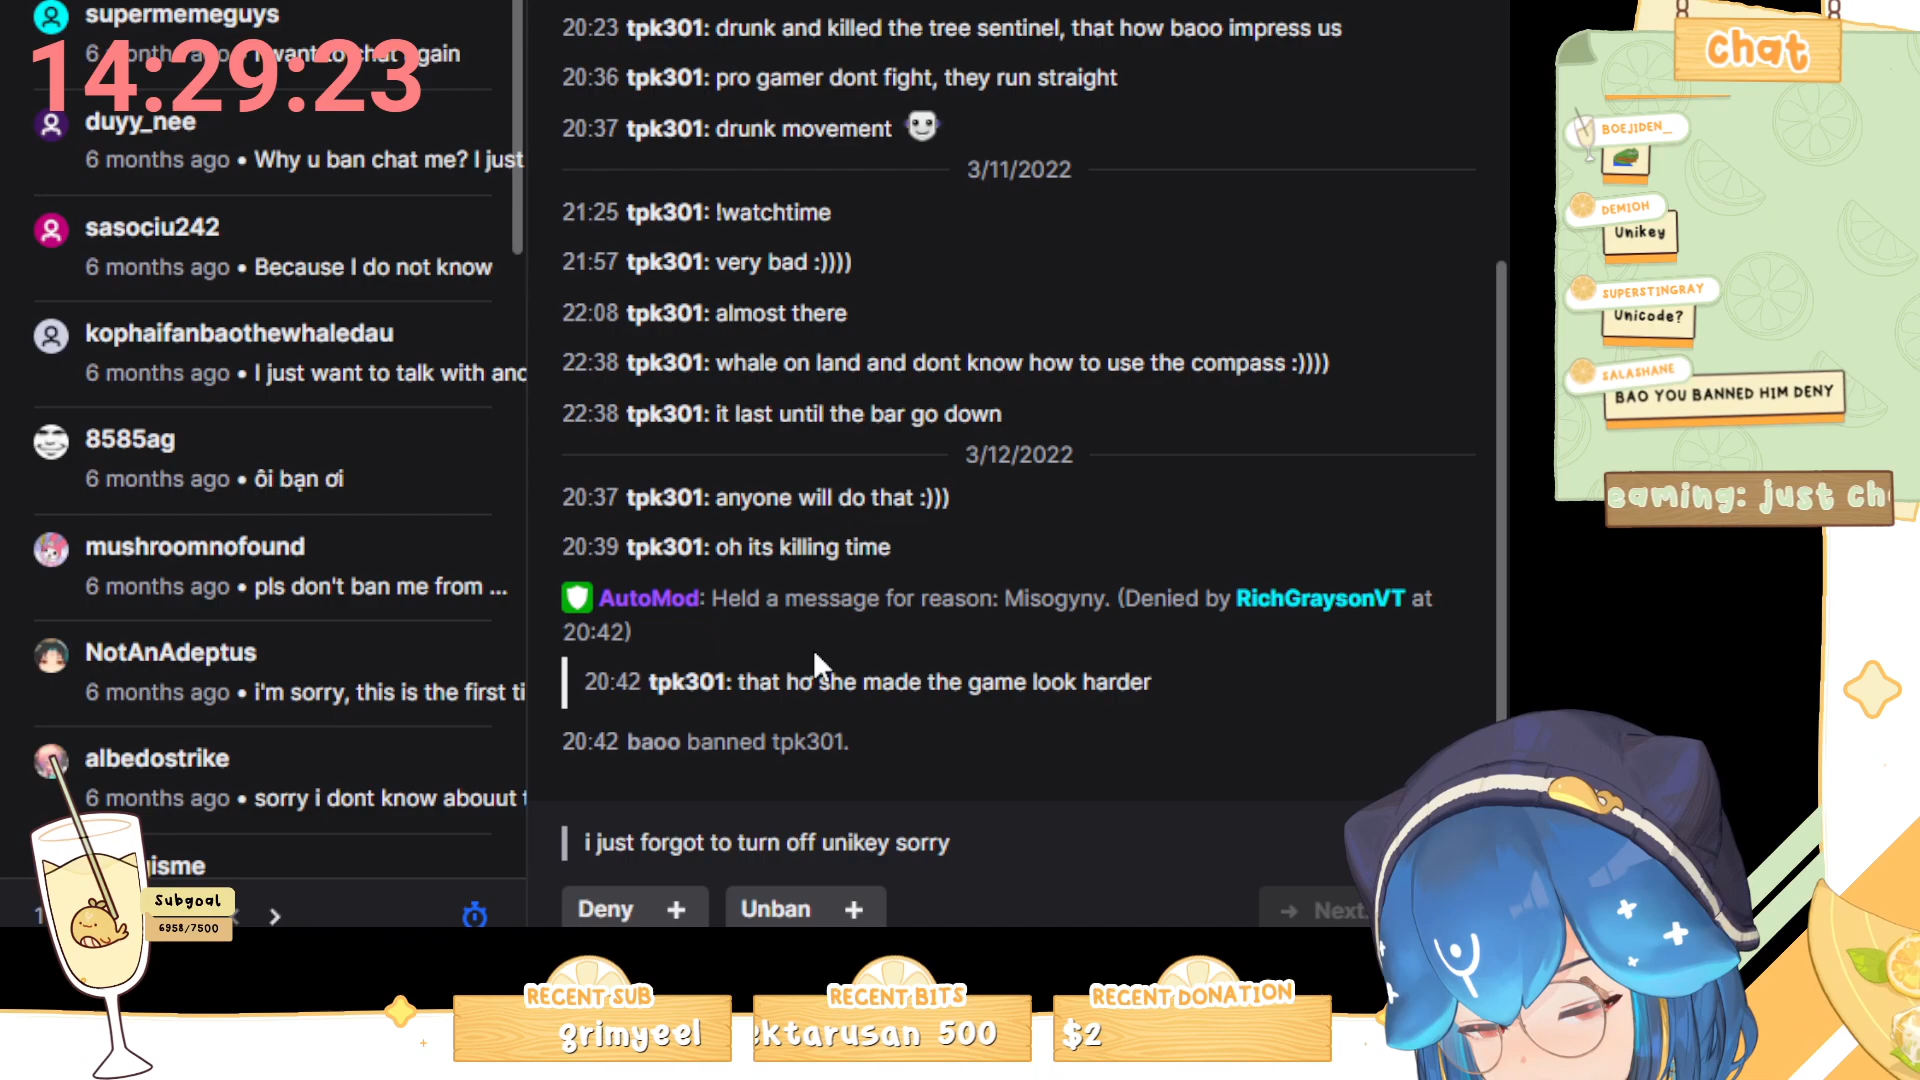 supermemeguys
6 months ago
14:29:23
duyy_nee
6 months ago • Why u ban chat me? I just
sasociu242
6 months ago • Because I do not know
kophaifanbaothewhaledau
6 months ago • I just want to talk with and
8585ag
6 months ago • ôi bạn ơi
mushroomnofound
6 months ago • pls don't ban me from ...
NotAnAdeptus
6 months ago • i'm sorry, this is the first ti
albedostrike
6 months ago • sorry i dont know abouut
Subgoal
6958/7500
20:23 tpk301: drunk and killed the tree sentinel, that how baoo impress us
20:36 tpk301: pro gamer dont fight, they run straight
20:37 tpk301: drunk movement
3/11/2022
21:25 tpk301: !watchtime
21:57 tpk301: very bad :))))
22:08 tpk301: almost there
22:38 tpk301: whale on land and dont know how to use the compass :))))
22:38 tpk301: it last until the bar go down
3/12/2022
20:37 tpk301: anyone will do that :)))
20:39 tpk301: oh its killing time
AutoMod: Held a message for reason: Misogyny. (Denied by RichGraysonVT at
20:42)
20:42 tpk301: that ho she made the game look harder
20:42 baoo banned tpk301.
i just forgot to turn off unikey sorry
Deny +
Unban +
→ Next
chat
BOEJIDEN_
DEMIOH
Unikey
SUPERSTINGRAY
Unicode?
SALASHANE
BAO YOU BANNED HIM DENY
eaming: just ch
RECENT SUB
grimyeel
RECENT BITS
ektarusan 500
RECENT DONATION
$2